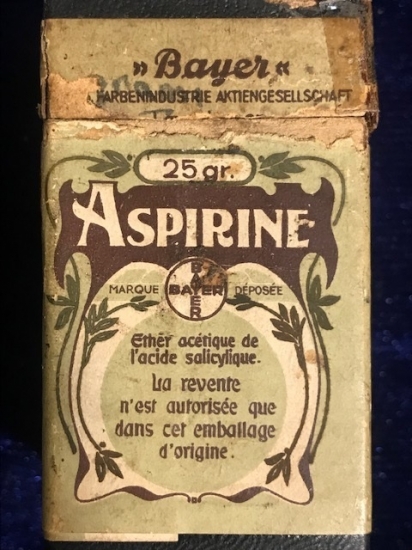 »Bayer«
FARBENINDUSTRIE AKTIENGESELLSCHAFT
25 gr.
ASPIRINE
MARQUE BAYER DÉPOSÉE
BAYER
Ether acétique de
l'acide salicylique.
La revente
n'est autorisée que
dans cet emballage
d'origine.